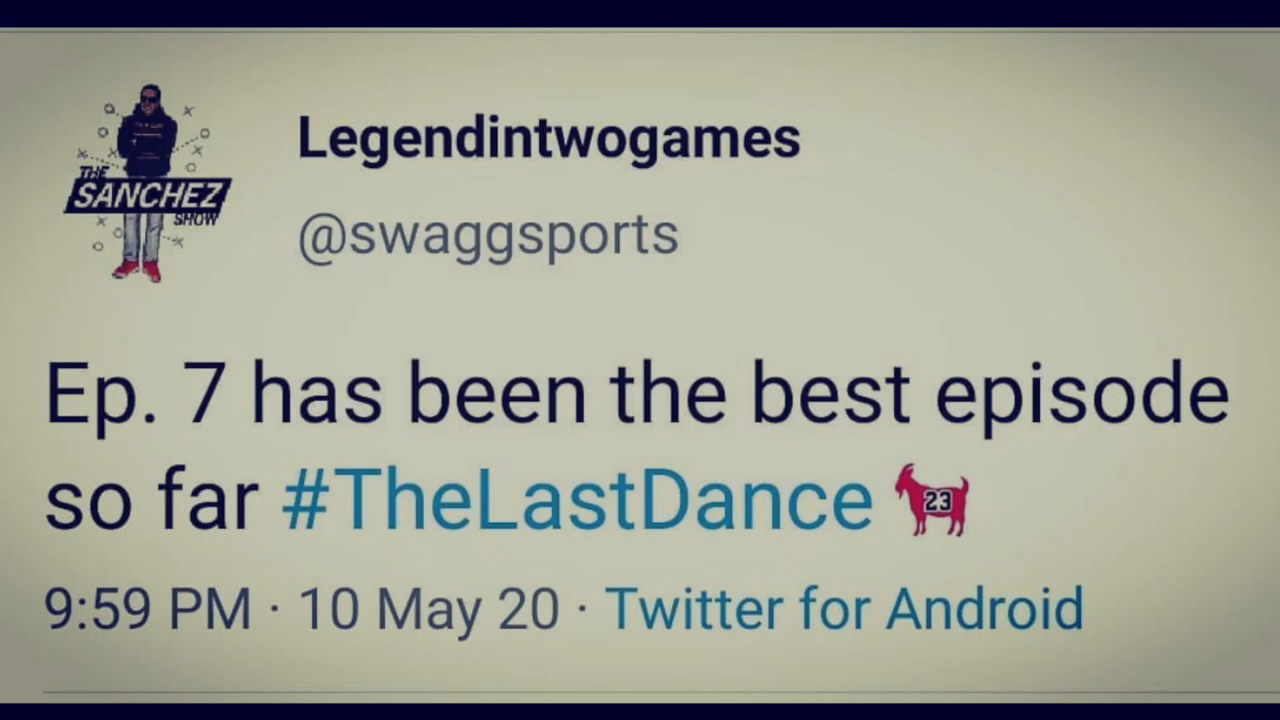 THE
SANCHEZ
SHOW
Legendintwogames
@swaggsports
Ep. 7 has been the best episode
so far #TheLastDance 23
9:59 PM · 10 May 20 · Twitter for Android